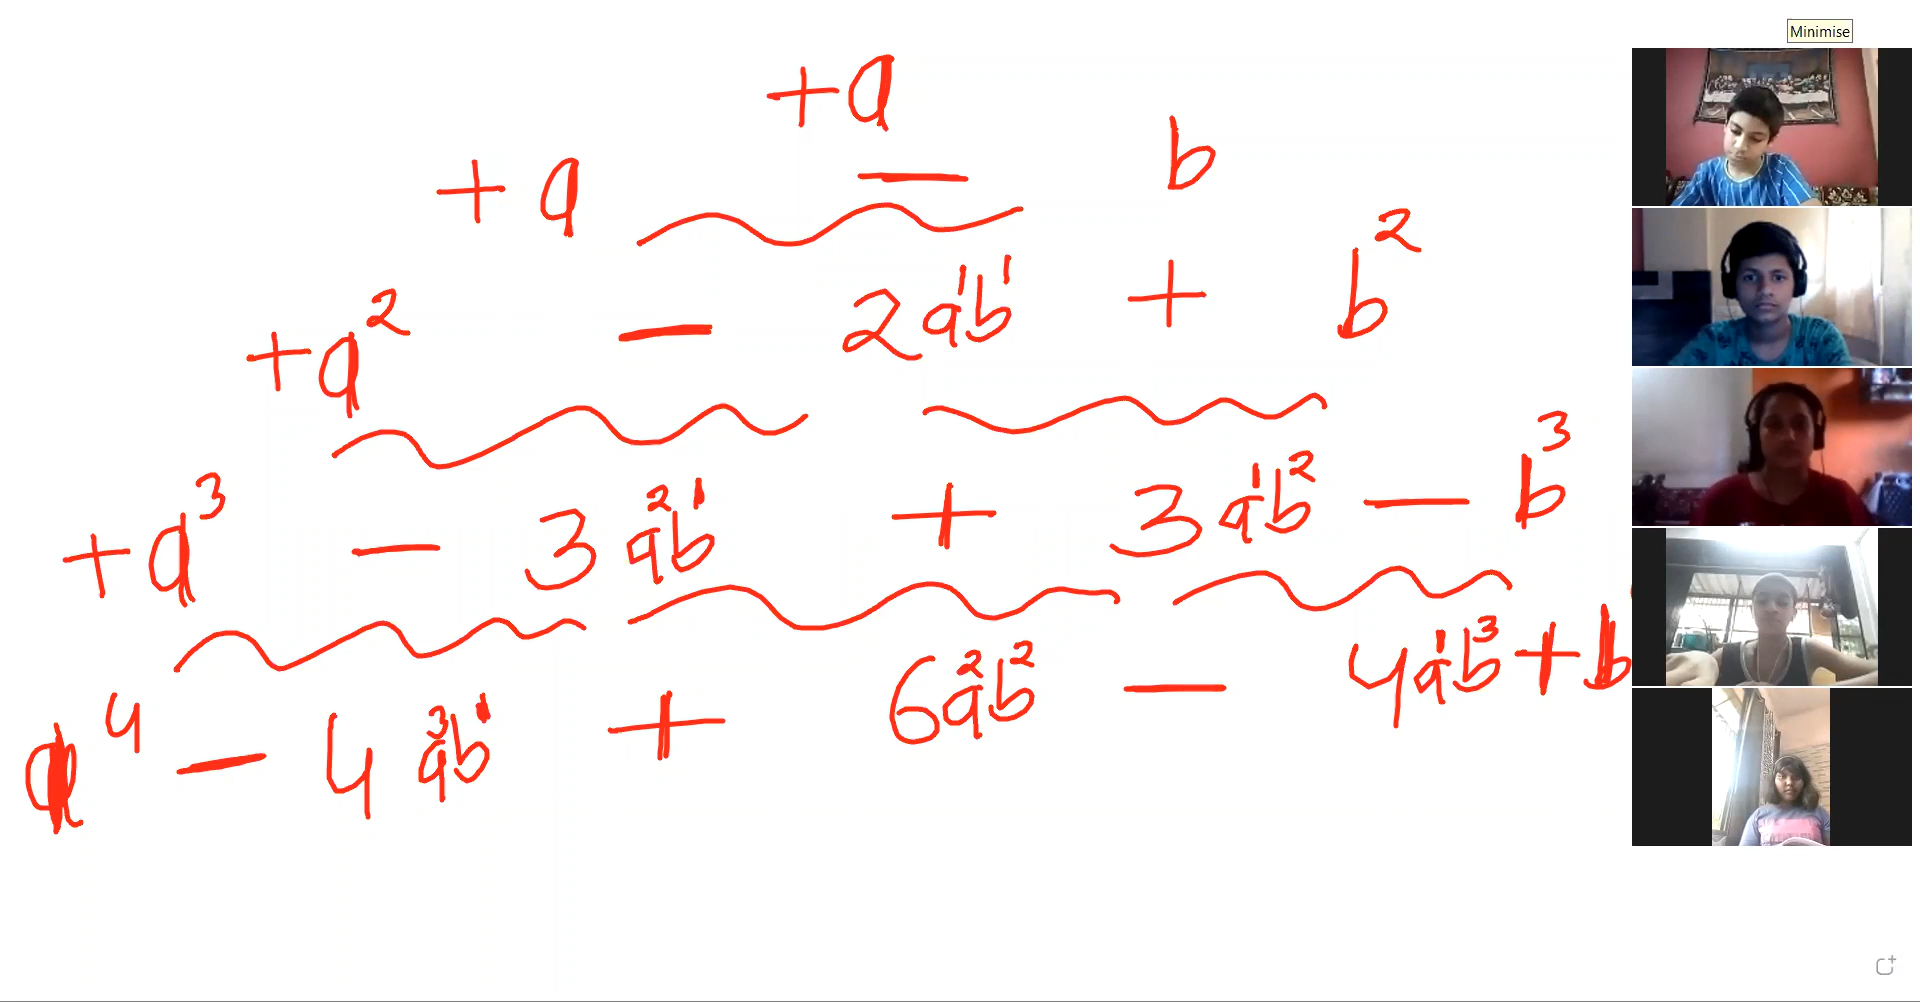 Minimise
+a
+a — b
+a² — 2a¹b¹ + b²
+a³ — 3a²b¹ + 3a¹b² — b³
a⁴ — 4a³b¹ + 6a²b² — 4a¹b³ + b